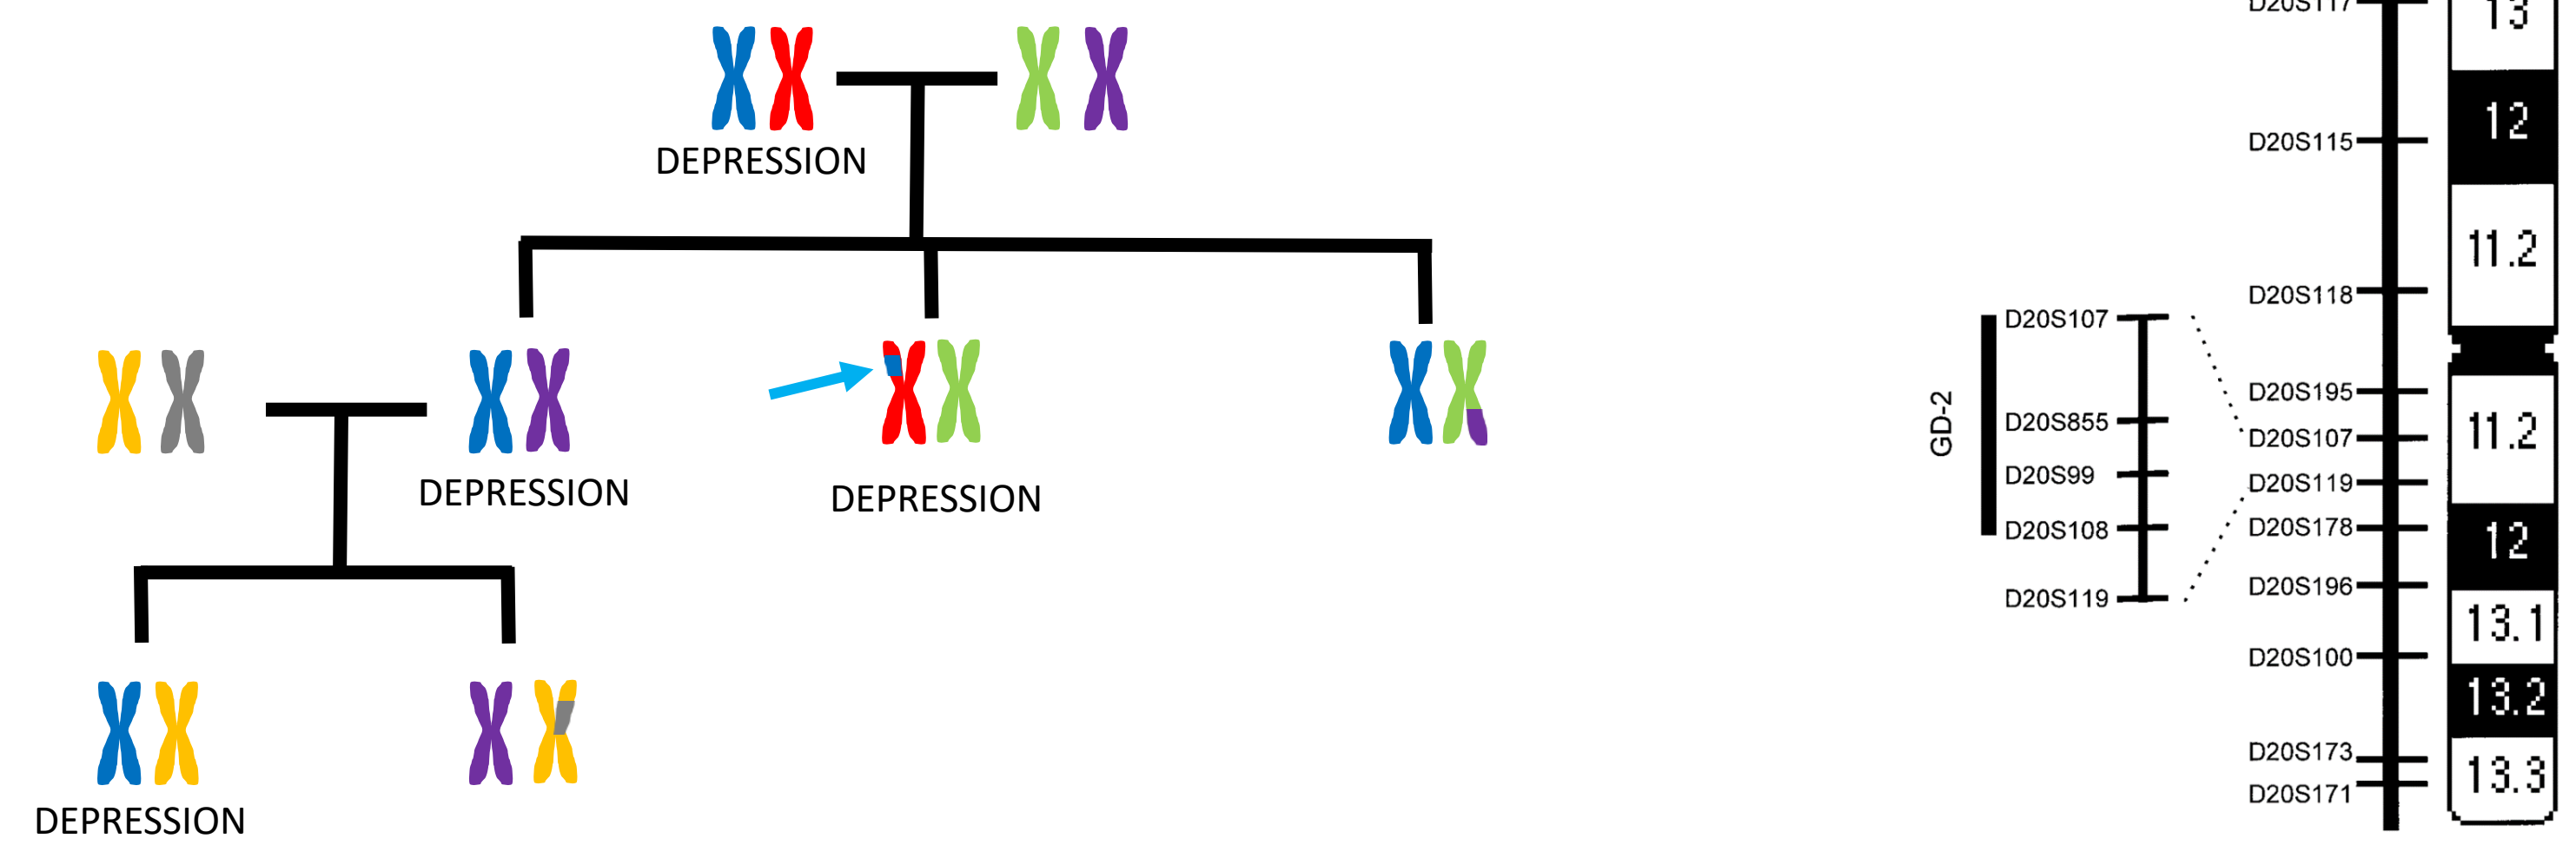 DEPRESSION
DEPRESSION
DEPRESSION
DEPRESSION
GD-2
D20S107
D20S855
D20S99
D20S108
D20S119
D20S117
D20S115
D20S118
D20S195
D20S107
D20S119
D20S178
D20S196
D20S100
D20S173
D20S171
13
12
11.2
11.2
12
13.1
13.2
13.3